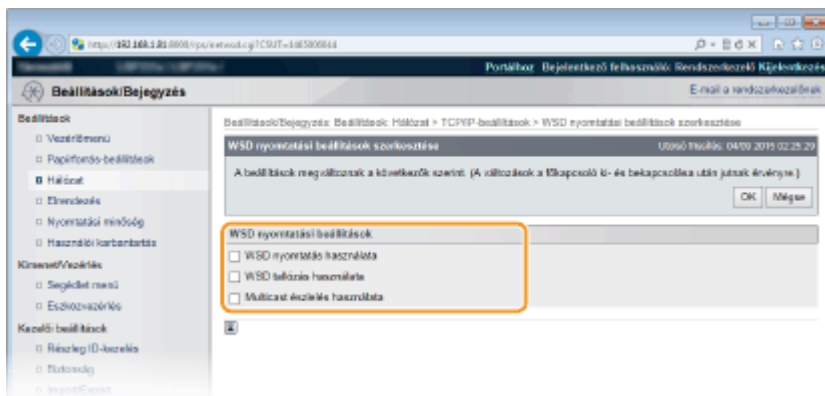 Portálhoz Bejelentkező felhasználó: Rendszerkezelő Kijelentkezés
Beállítások/Bejegyzés
E-mail a rendszerkezelőnek
Beállítások
Vezérlőmenü
Papírforrás-beállítások
Hálózat
Elrendezés
Nyomtatási minőség
Használói karbantartás
Kimenet/Vezérlés
Segédlet menü
Eszközvezérlés
Kezelői beállítások
Részleg ID-kezelés
Biztonság
Import/Export
Beállítások/Bejegyzés: Beállítások: Hálózat > TCP/IP-beállítások > WSD nyomtatási beállítások szerkesztése
WSD nyomtatási beállítások szerkesztése
Utolsó frissítés: 04/09 2015 02:25:29
A beállítások megváltoznak a következők szerint. (A változások a főkapcsoló ki- és bekapcsolása után jutnak érvényre.)
OK Mégse
WSD nyomtatási beállítások
WSD nyomtatás használata
WSD tallózás használata
Multicast észlelés használata